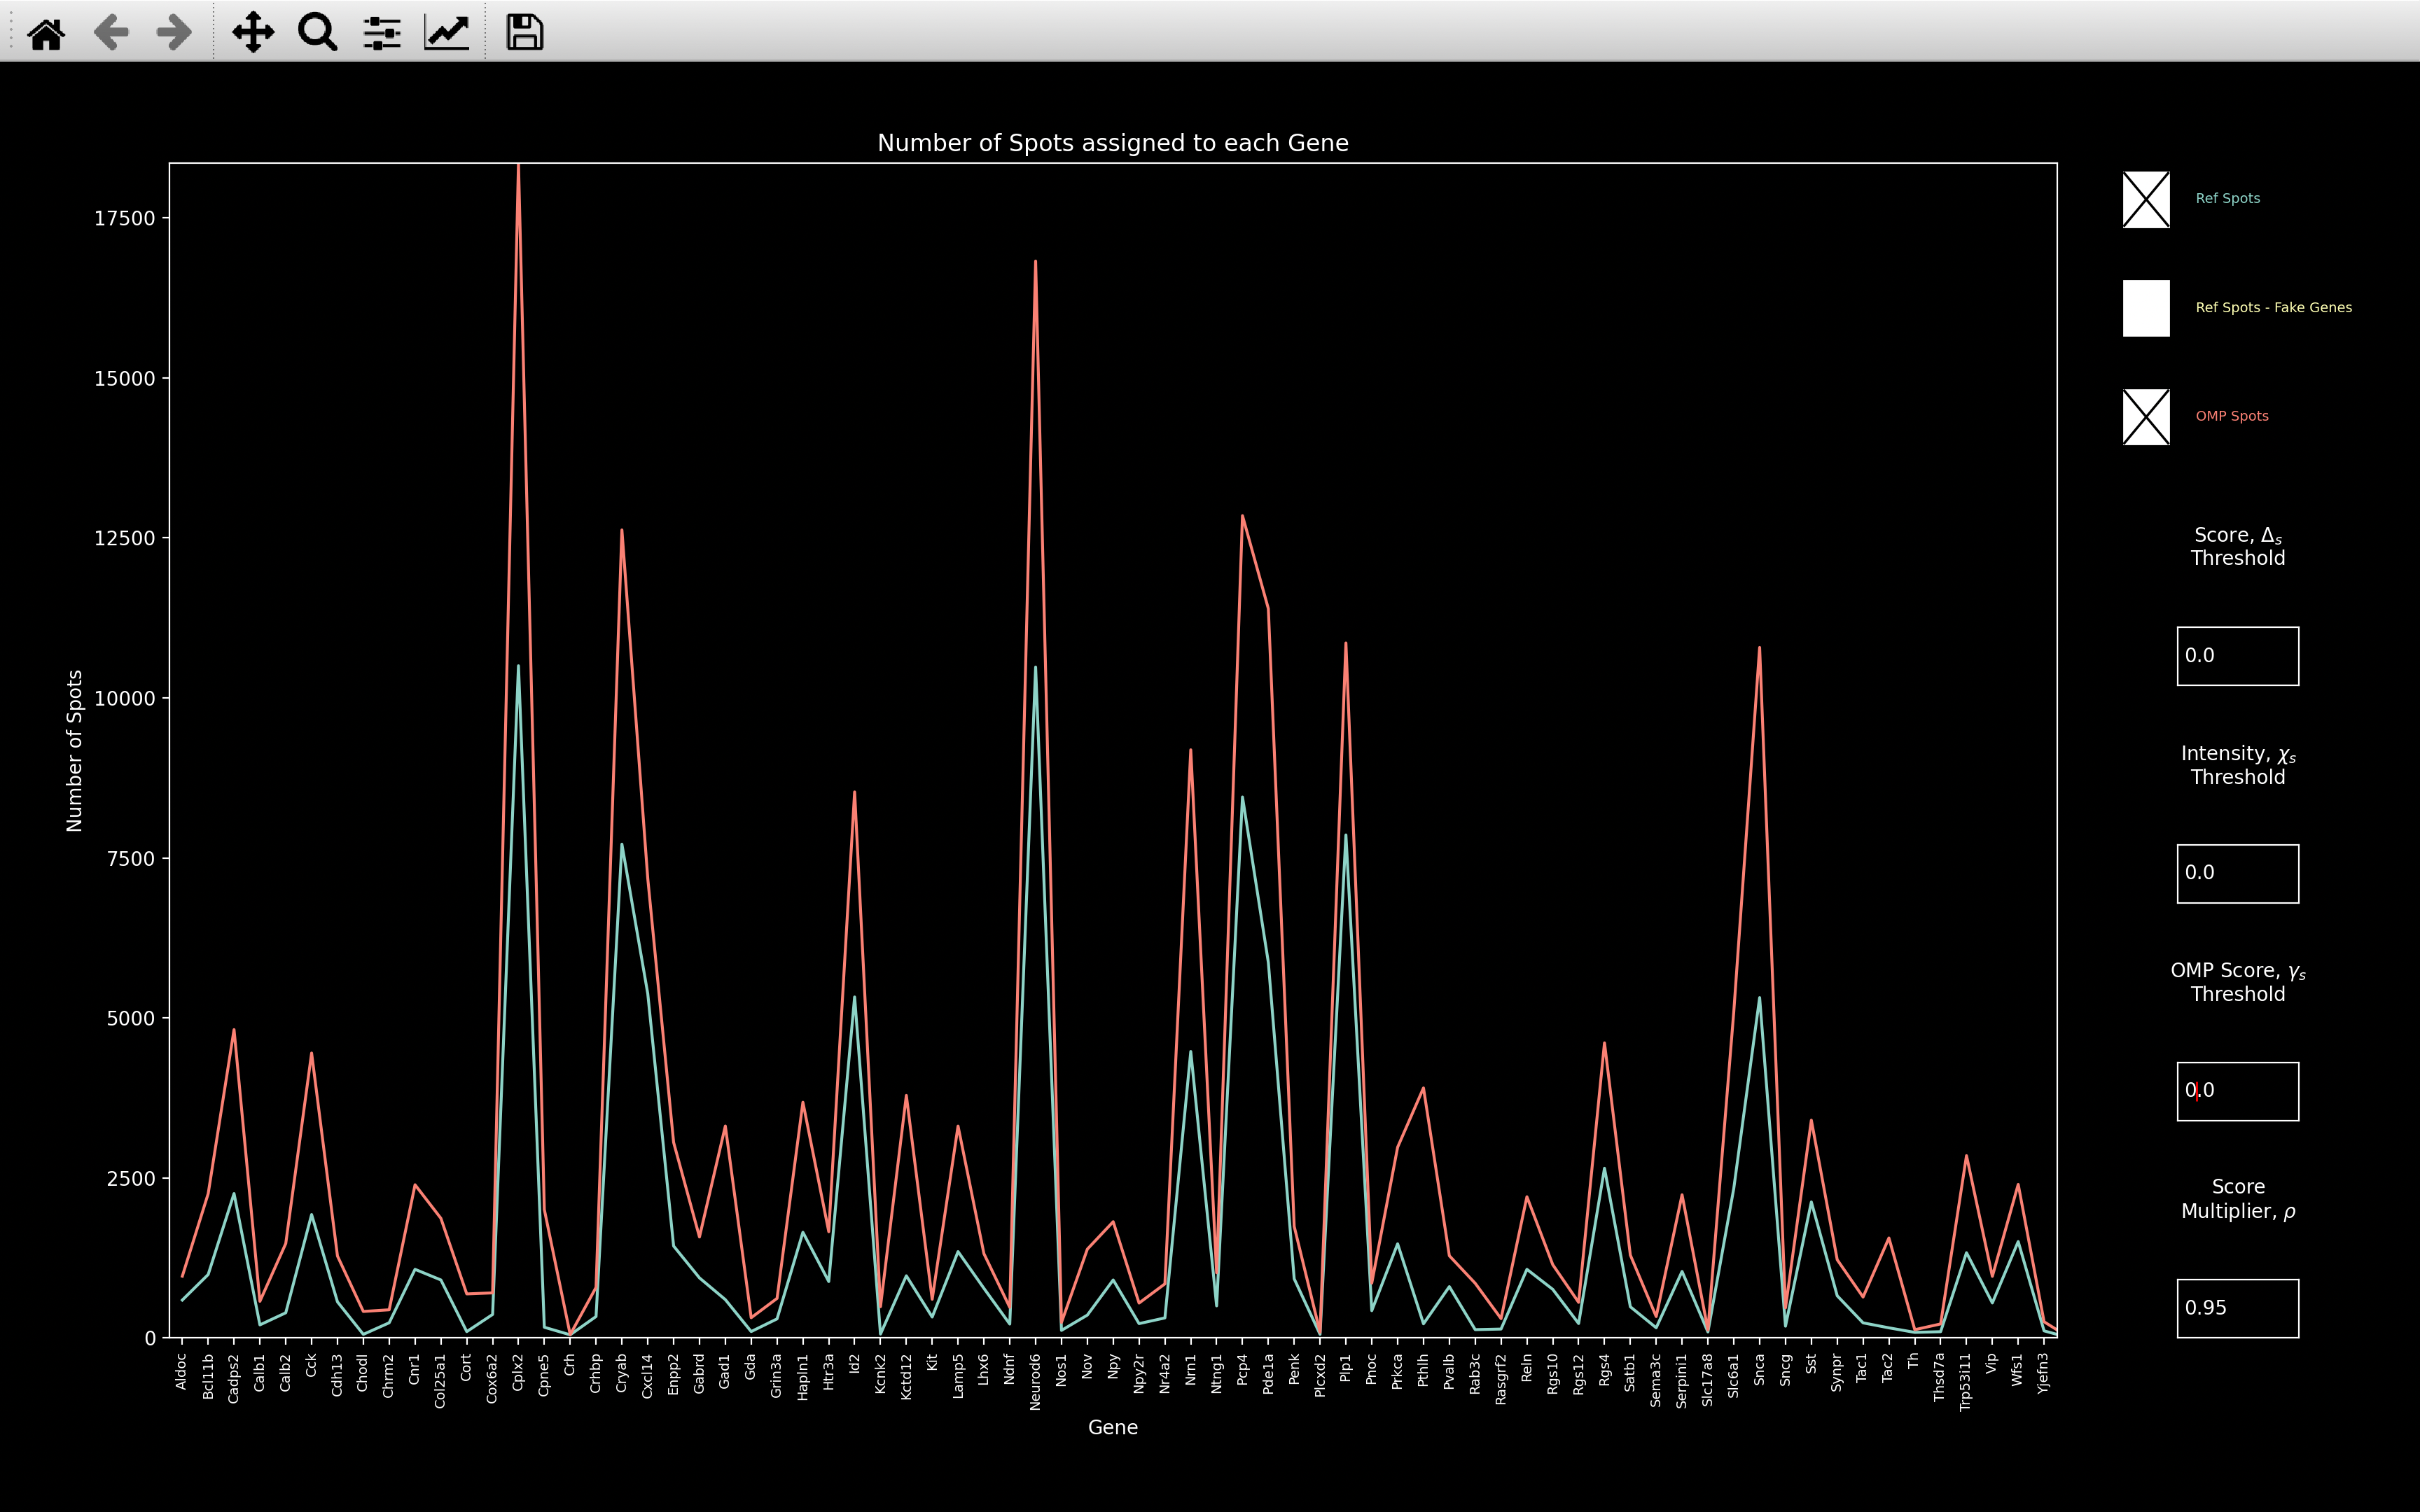 Number of Spots assigned to each Gene
Number of Spots
17500
15000
12500
10000
7500
5000
2500
0
Aldoc
Bcl11b
Cadps2
Calb1
Calb2
Cck
Cdh13
Chodl
Chrm2
Cnr1
Col25a1
Cort
Cox6a2
Cplx2
Cpne5
Crh
Crhbp
Cryab
Cxcl14
Enpp2
Gabrd
Gad1
Gda
Grin3a
Hapln1
Htr3a
Id2
Kcnk2
Kctd12
Kit
Lamp5
Lhx6
Ndnf
Neurod6
Nos1
Nov
Npy
Npy2r
Nr4a2
Nrn1
Ntng1
Pcp4
Pde1a
Penk
Plcxd2
Plp1
Pnoc
Prkca
Pthlh
Pvalb
Rab3c
Rasgrf2
Reln
Rgs10
Rgs12
Rgs4
Satb1
Sema3c
Serpini1
Slc17a8
Slc6a1
Snca
Sncg
Sst
Synpr
Tac1
Tac2
Th
Thsd7a
Trp53i11
Vip
Wfs1
Yjefn3
Gene
Ref Spots
Ref Spots - Fake Genes
OMP Spots
Score, Δs
Threshold
0.0
Intensity, χs
Threshold
0.0
OMP Score, γs
Threshold
0.0
Score
Multiplier, ρ
0.95